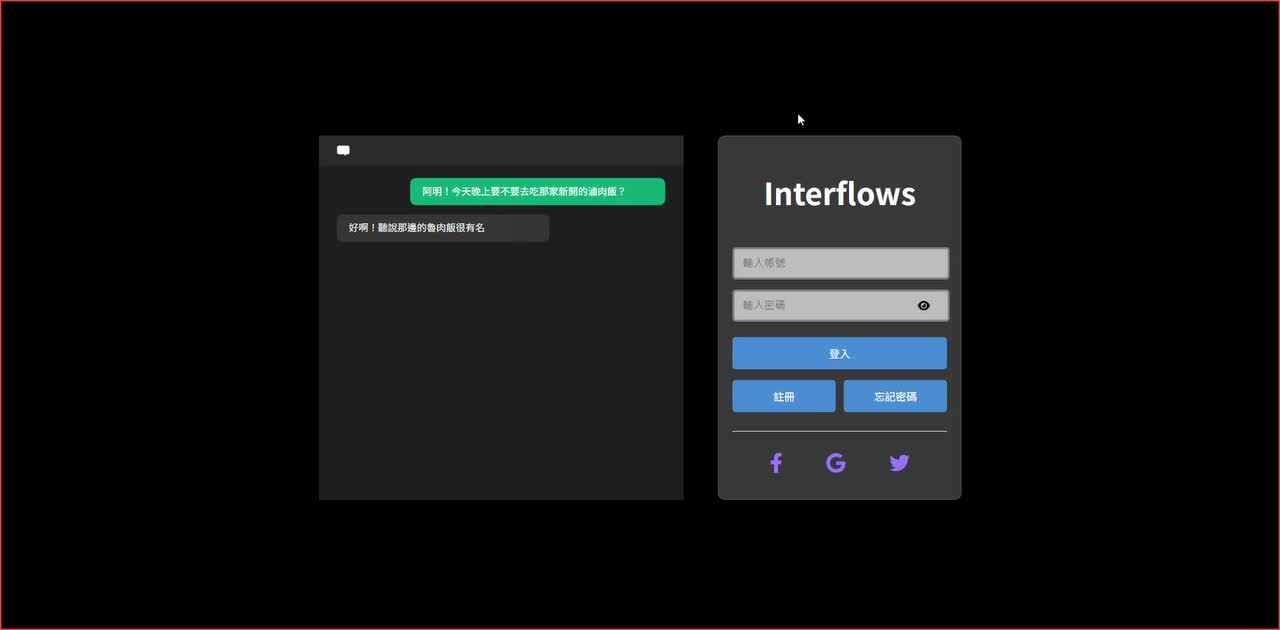 阿明！今天晚上要不要去吃那家新開的滷肉飯？
好啊！聽說那邊的魯肉飯很有名
Interflows
輸入帳號
輸入密碼
登入
註冊
忘記密碼